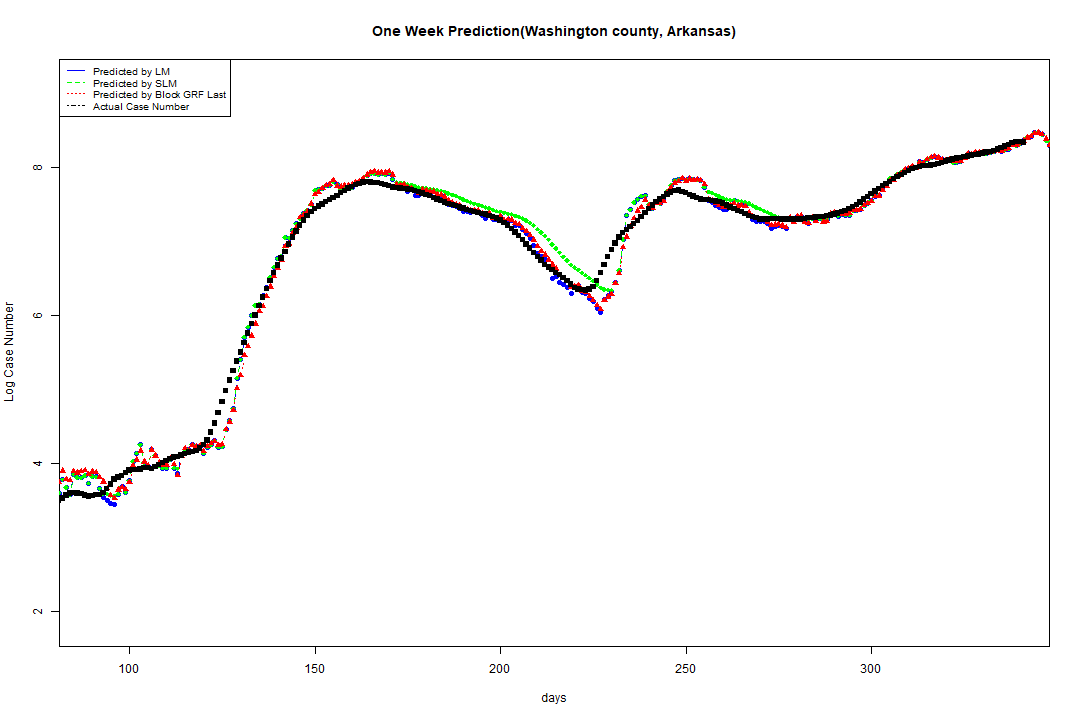 One Week Prediction(Washington county, Arkansas)
Predicted by LM
Predicted by SLM
Predicted by Block GRF Last
Actual Case Number
8
6
4
2
Log Case Number
100 150 200 250 300
days